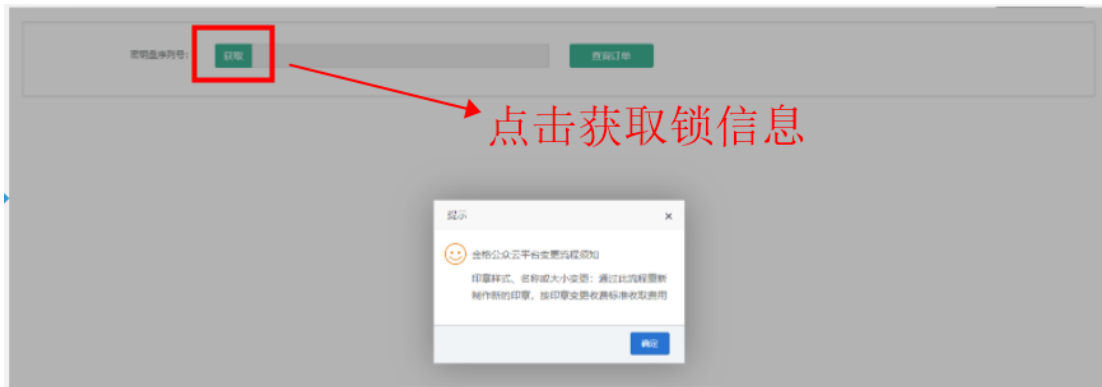 密钥盘序列号：
获取
查询订单
点击获取锁信息
提示
×
金格公众云平台变更流程须知
印章样式、名称或大小变更：通过此流程重新
制作新的印章，按印章变更收费标准收取费用
确定